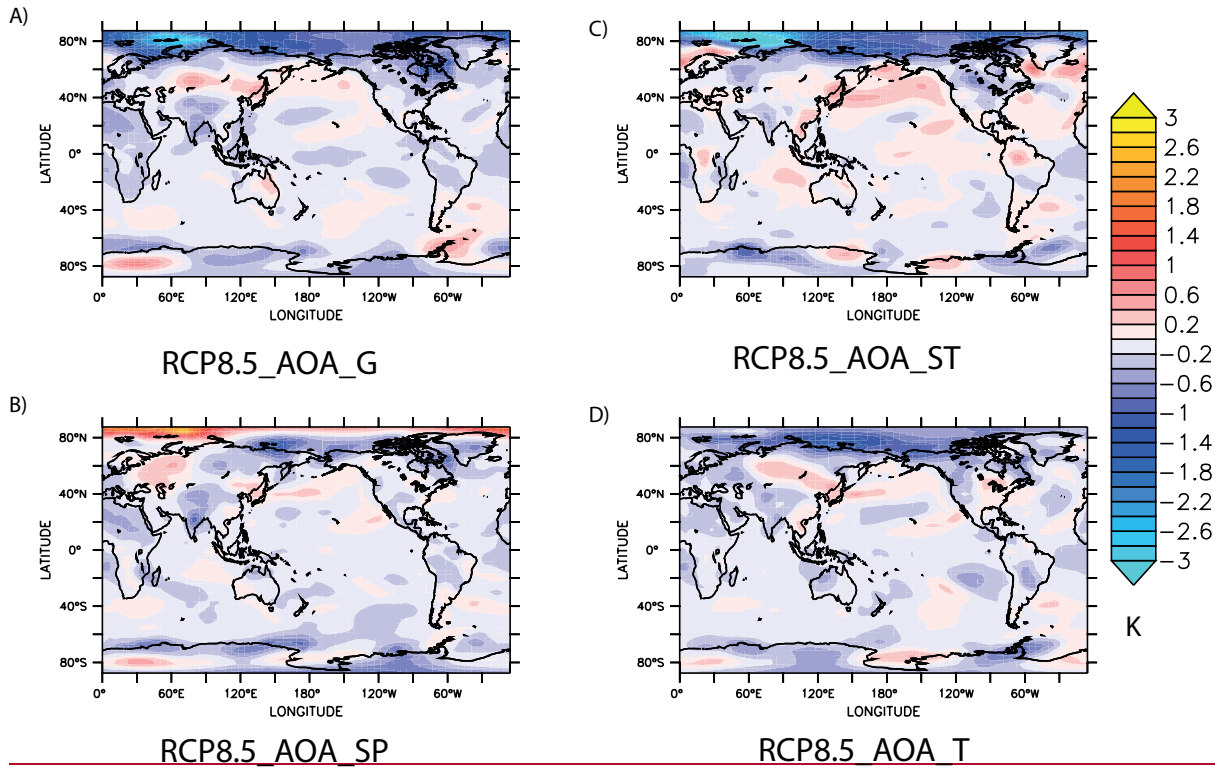 A)
80°N
40°N
0°
40°S
80°S
LATITUDE
0°
60°E
120°E
180°
120°W
60°W
LONGITUDE
RCP8.5_AOA_G
C)
80°N
40°N
0°
40°S
80°S
LATITUDE
0°
60°E
120°E
180°
120°W
60°W
LONGITUDE
RCP8.5_AOA_ST
B)
80°N
40°N
0°
40°S
80°S
LATITUDE
0°
60°E
120°E
180°
120°W
60°W
LONGITUDE
RCP8.5_AOA_SP
D)
80°N
40°N
0°
40°S
80°S
LATITUDE
0°
60°E
120°E
180°
120°W
60°W
LONGITUDE
RCP8.5_AOA_T
3
2.6
2.2
1.8
1.4
1
0.6
0.2
−0.2
−0.6
−1
−1.4
−1.8
−2.2
−2.6
−3
K